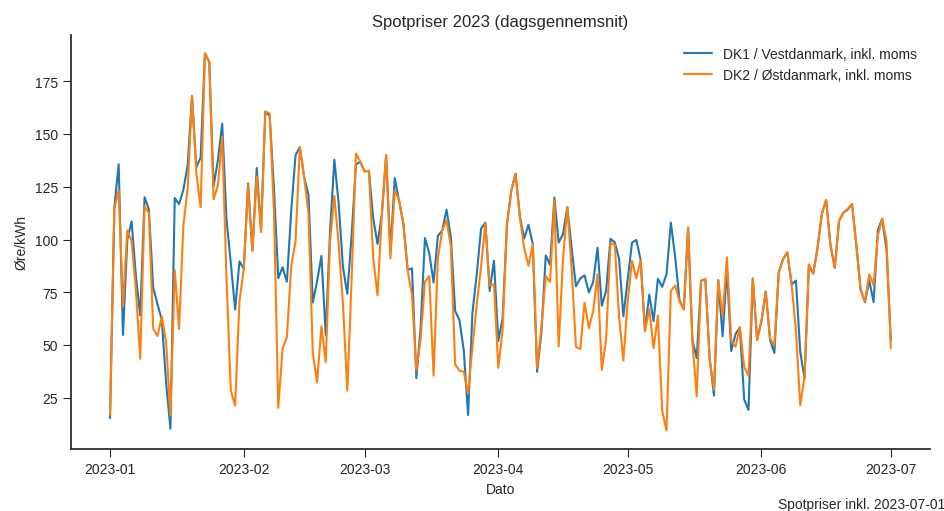 Spotpriser 2023 (dagsgennemsnit)
DK1 / Vestdanmark, inkl. moms
DK2 / Østdanmark, inkl. moms
Øre/kWh
175
150
125
100
75
50
25
2023-01 2023-02 2023-03 2023-04 2023-05 2023-06 2023-07
Dato
Spotpriser inkl. 2023-07-01